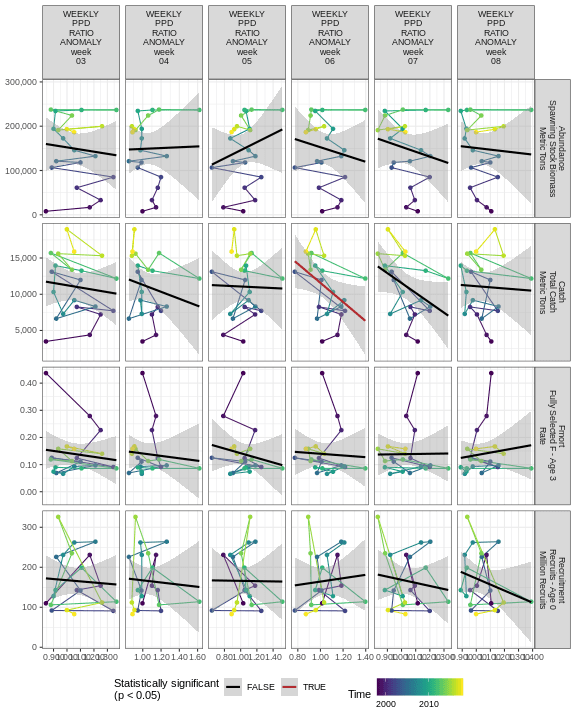 WEEKLY
PPD
RATIO
ANOMALY
week
03
WEEKLY
PPD
RATIO
ANOMALY
week
04
WEEKLY
PPD
RATIO
ANOMALY
week
05
WEEKLY
PPD
RATIO
ANOMALY
week
06
WEEKLY
PPD
RATIO
ANOMALY
week
07
WEEKLY
PPD
RATIO
ANOMALY
week
08
300,000
200,000
100,000
0
Abundance
Spawning Stock Biomass
Metric Tons
15,000
10,000
5,000
Catch
Total Catch
Metric Tons
0.40
0.30
0.20
0.10
0.00
Fmort
Fully Selected F - Age 3
Rate
300
200
100
0
Recruitment
Recruits - Age 0
Million Recruits
1.00 1.20 1.40 1.60
0.80 1.00 1.20 1.40
0.80 1.00 1.20 1.40
Statistically significant
(p < 0.05)
FALSE
TRUE
Time
2000 2010